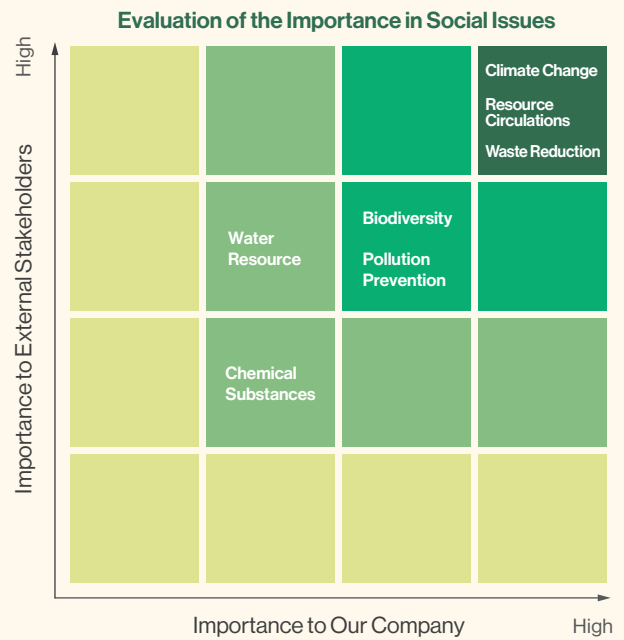 Evaluation of the Importance in Social Issues
High
Importance to External Stakeholders
Climate Change
Resource
Circulations
Waste Reduction
Water
Resource
Biodiversity
Pollution
Prevention
Chemical
Substances
Importance to Our Company
High